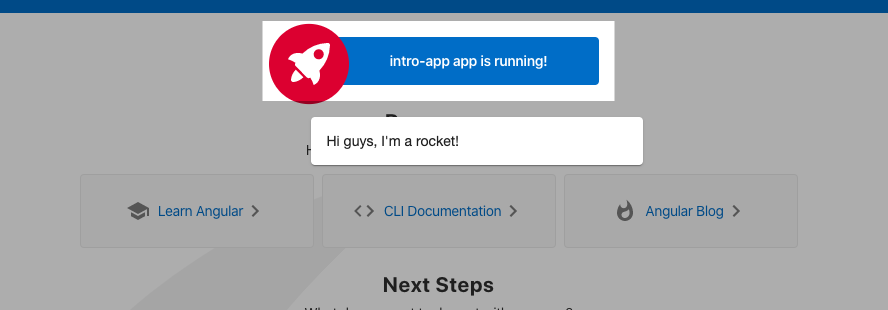 intro-app app is running!
Hi guys, I'm a rocket!
Learn Angular
CLI Documentation
Angular Blog
Next Steps